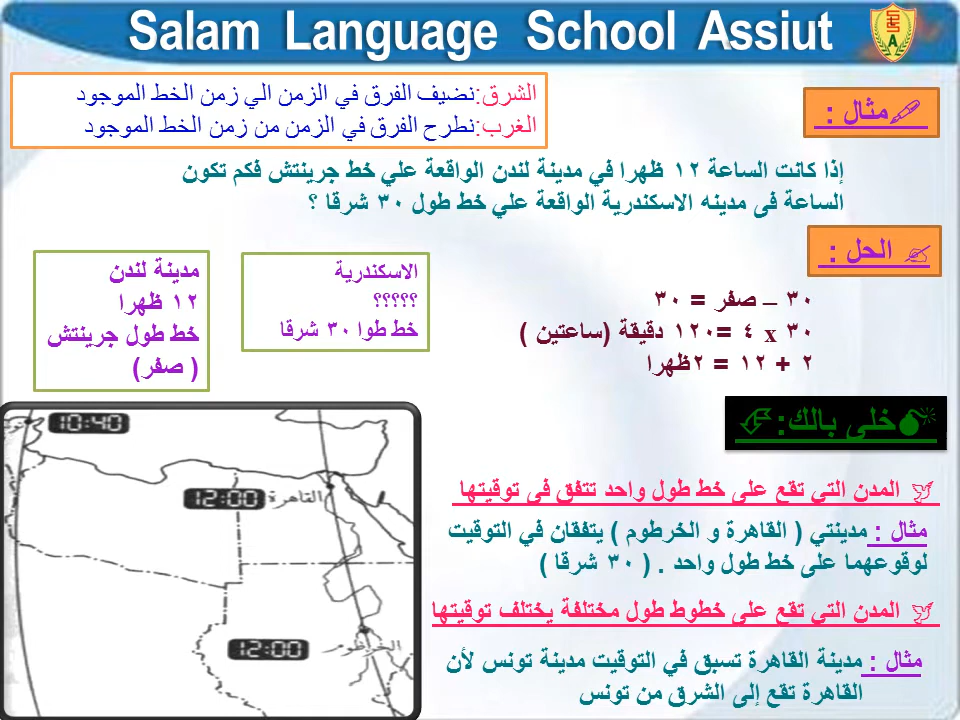 Salam Language School Assiut
الشرق:نضيف الفرق في الزمن الي زمن الخط الموجود
الغرب:نطرح الفرق في الزمن من زمن الخط الموجود
مثال :
إذا كانت الساعة ١٢ ظهرا في مدينة لندن الواقعة علي خط جرينتش فكم تكون
الساعة فى مدينه الاسكندرية الواقعة علي خط طول ٣٠ شرقا ؟
الحل :
٣٠ – صفر = ٣٠
٣٠ x ٤ =١٢٠ دقيقة (ساعتين )
٢ + ١٢ = ٢ظهرا
الاسكندرية
؟؟؟؟؟
خط طوا ٣٠ شرقا
مدينة لندن
١٢ ظهرا
خط طول جرينتش
( صفر)
خلى بالك:
المدن التي تقع على خط طول واحد تتفق فى توقيتها
مثال : مدينتي ( القاهرة و الخرطوم ) يتفقان في التوقيت
لوقوعهما على خط طول واحد . ( ٣٠ شرقا )
المدن التي تقع على خطوط طول مختلفة يختلف توقيتها
مثال : مدينة القاهرة تسبق في التوقيت مدينة تونس لأن
القاهرة تقع إلى الشرق من تونس
10:40
القاهرة 12:00
الخرطوم
12:00
A